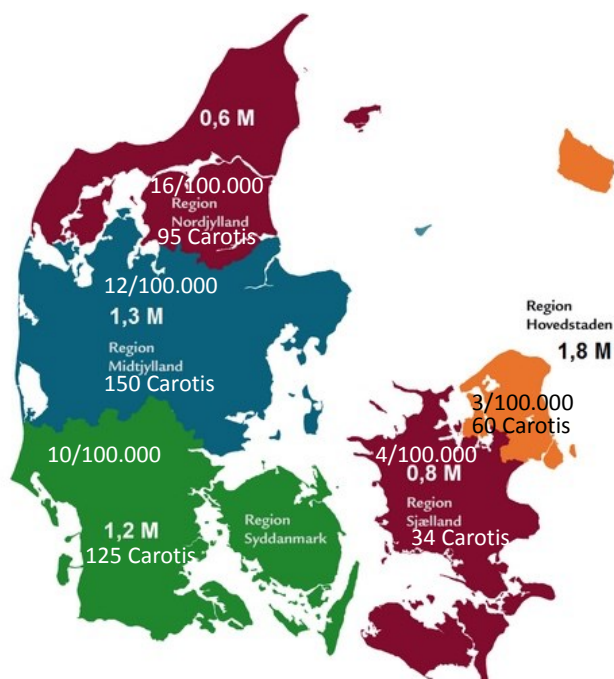 0,6 M
16/100.000
Region
Nordjylland
95 Carotis
12/100.000
1,3 M
Region
Midtjylland
150 Carotis
10/100.000
1,2 M
125 Carotis
Region
Syddanmark
Region
Hovedstaden
1,8 M
3/100.000
60 Carotis
4/100.000
0,8 M
Region
Sjælland
34 Carotis